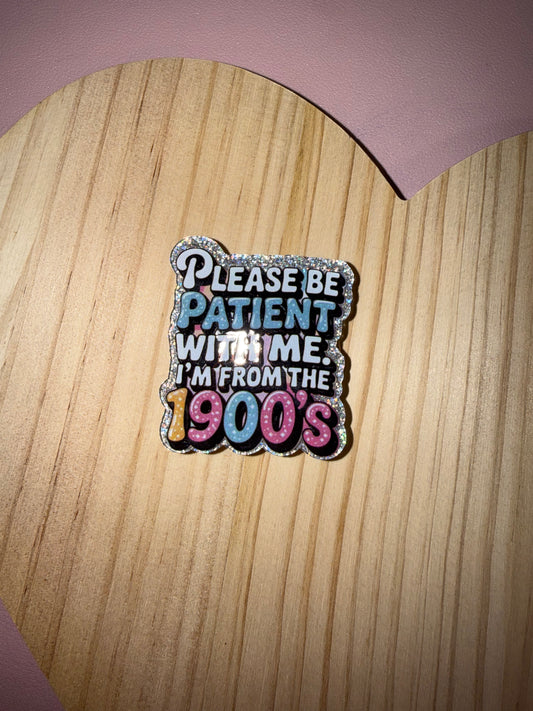 PLEASE BE
PATIENT
WITH ME.
I'M FROM THE
1900's